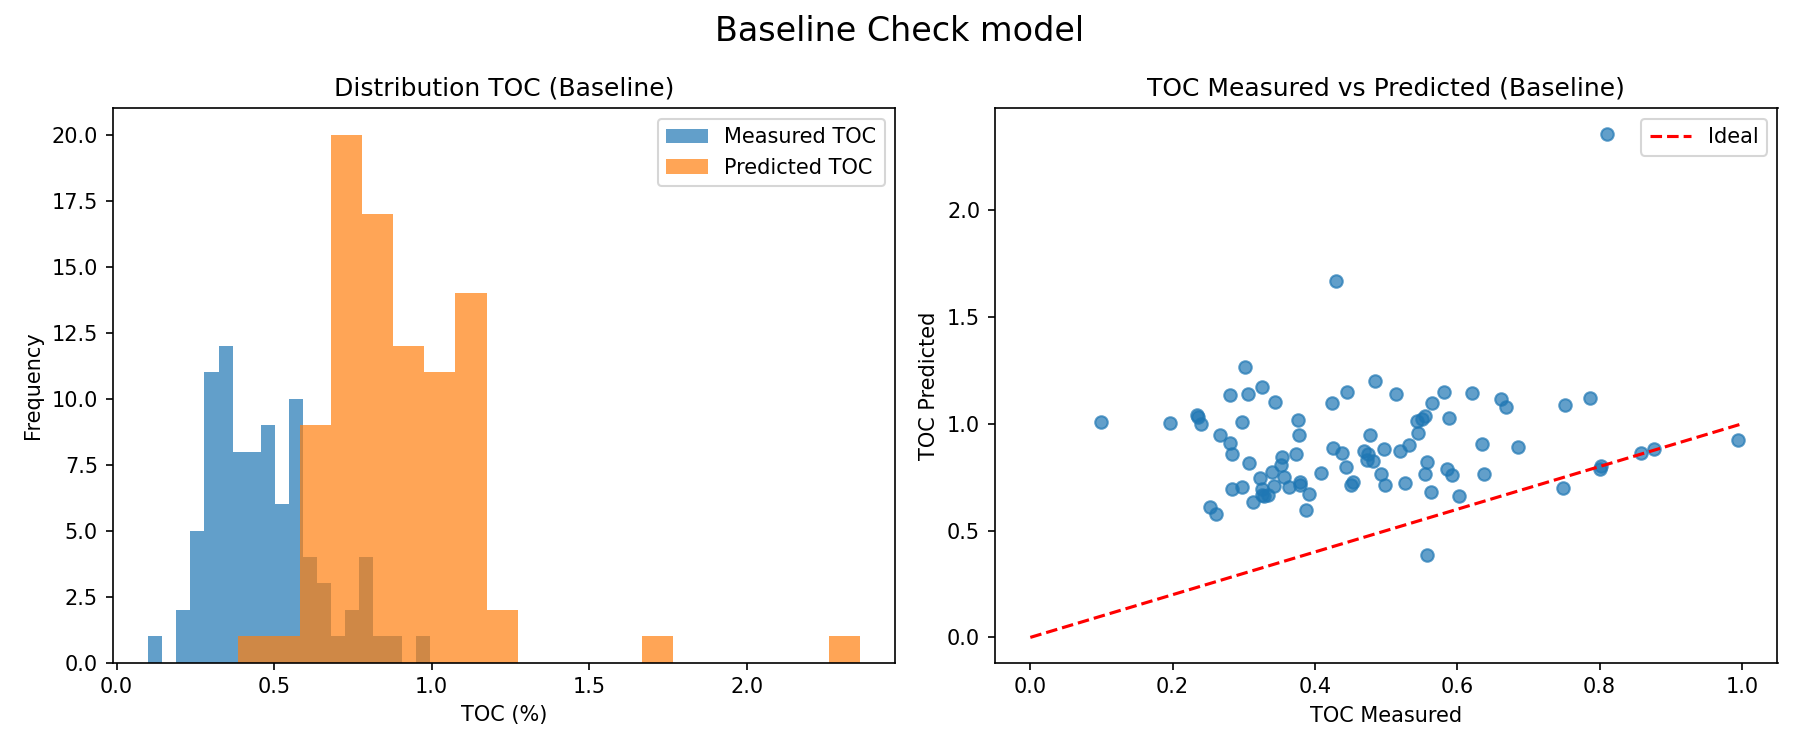 Baseline Check model
Distribution TOC (Baseline)
Measured TOC
Predicted TOC
Frequency
20.0
17.5
15.0
12.5
10.0
7.5
5.0
2.5
0.0
0.0 0.5 1.0 1.5 2.0
TOC (%)
TOC Measured vs Predicted (Baseline)
Ideal
TOC Predicted
2.0
1.5
1.0
0.5
0.0
0.0 0.2 0.4 0.6 0.8 1.0
TOC Measured